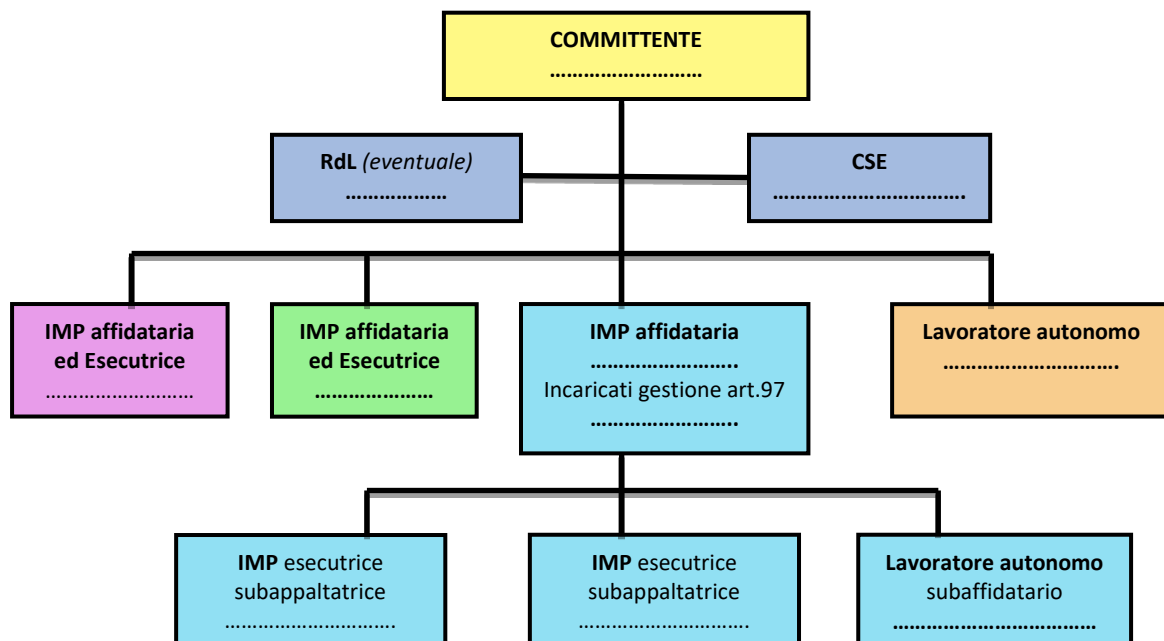 COMMITTENTE
………………………
RdL (eventuale)
………………
CSE
…………………………….
IMP affidataria
ed Esecutrice
………………………
IMP affidataria
ed Esecutrice
…………………
IMP affidataria
……………………..
Incaricati gestione art.97
……………………..
Lavoratore autonomo
………………………….
IMP esecutrice
subappaltatrice
………………………….
IMP esecutrice
subappaltatrice
………………………….
Lavoratore autonomo
subaffidatario
………………………………